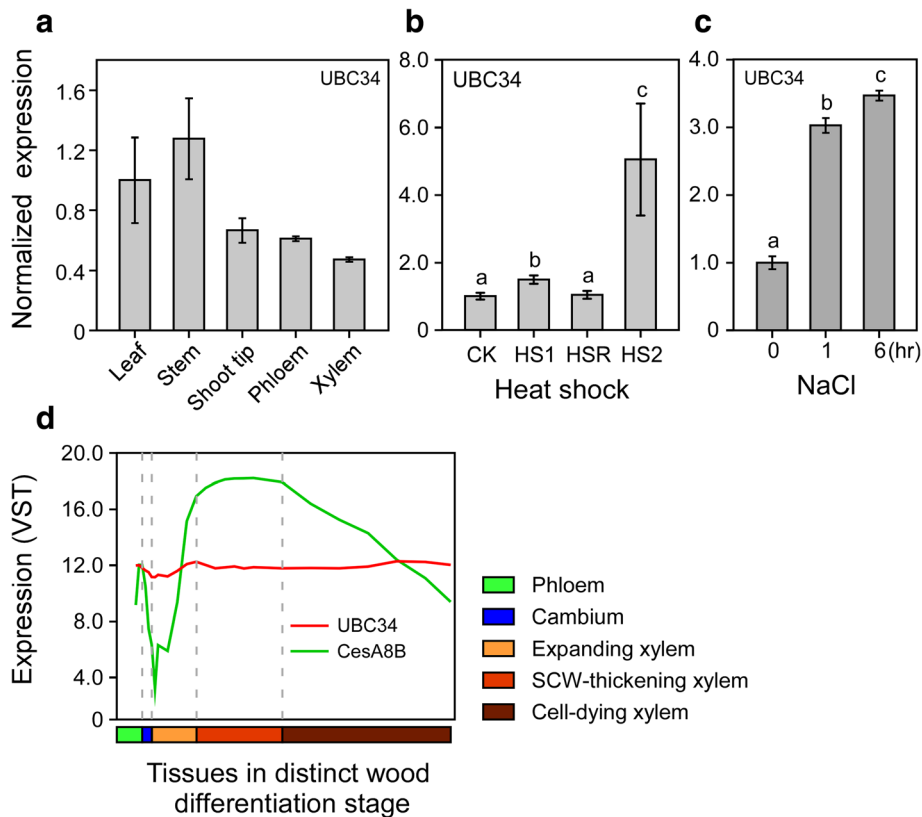 a
Normalized expression
1.6
1.2
0.8
0.4
0
UBC34
Leaf
Stem
Shoot tip
Phloem
Xylem
b
8.0
6.0
4.0
2.0
0
UBC34
a
b
a
c
CK
HS1
HSR
HS2
Heat shock
c
4.0
3.0
2.0
1.0
0
UBC34
a
b
c
0
1
6 (hr)
NaCl
d
Expression (VST)
20.0
16.0
12.0
8.0
4.0
0
UBC34
CesA8B
Tissues in distinct wood
differentiation stage
Phloem
Cambium
Expanding xylem
SCW-thickening xylem
Cell-dying xylem